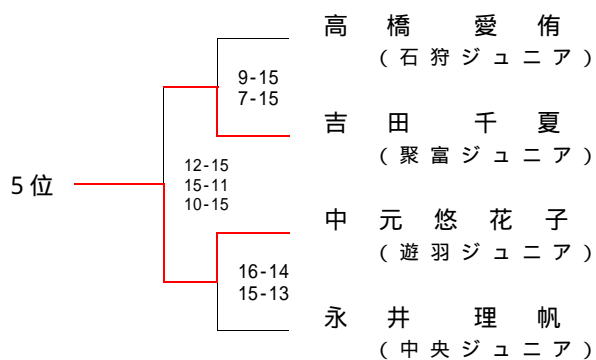 高橋 愛侑
(石狩ジュニア)
9-15
7-15
吉田 千夏
(聚富ジュニア)
12-15
15-11
10-15
5位
中元 悠花子
(遊羽ジュニア)
16-14
15-13
永井 理帆
(中央ジュニア)